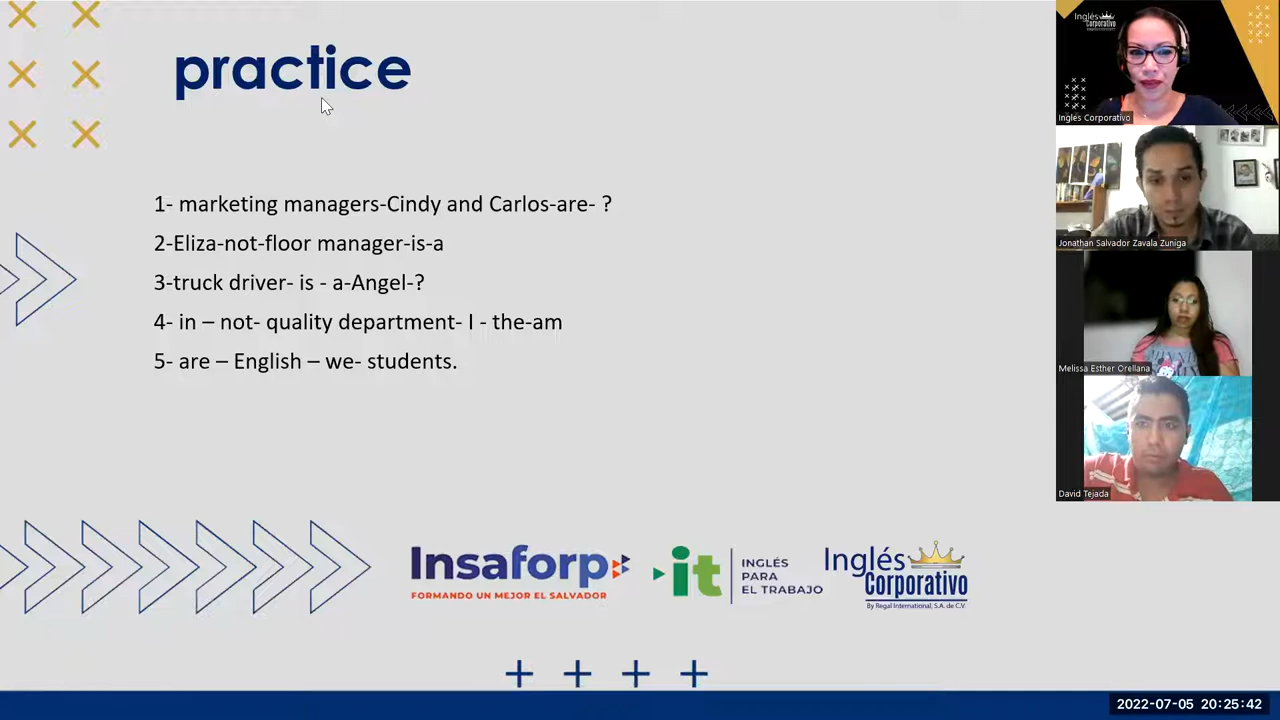 practice
1- marketing managers-Cindy and Carlos-are- ?
2-Eliza-not-floor manager-is-a
3-truck driver- is - a-Angel-?
4- in – not- quality department- I - the-am
5- are – English – we- students.
Insaforp
FORMANDO UN MEJOR EL SALVADOR
it
INGLÉS
PARA
EL TRABAJO
Inglés
Corporativo
By Regal International, S.A. de C.V.
Inglés
Corporativo
Ingles Corporativo
Jonathan Salvador Zavala Zuniga
Melissa Esther Orellana
David Tejada
2022-07-05 20:25:42